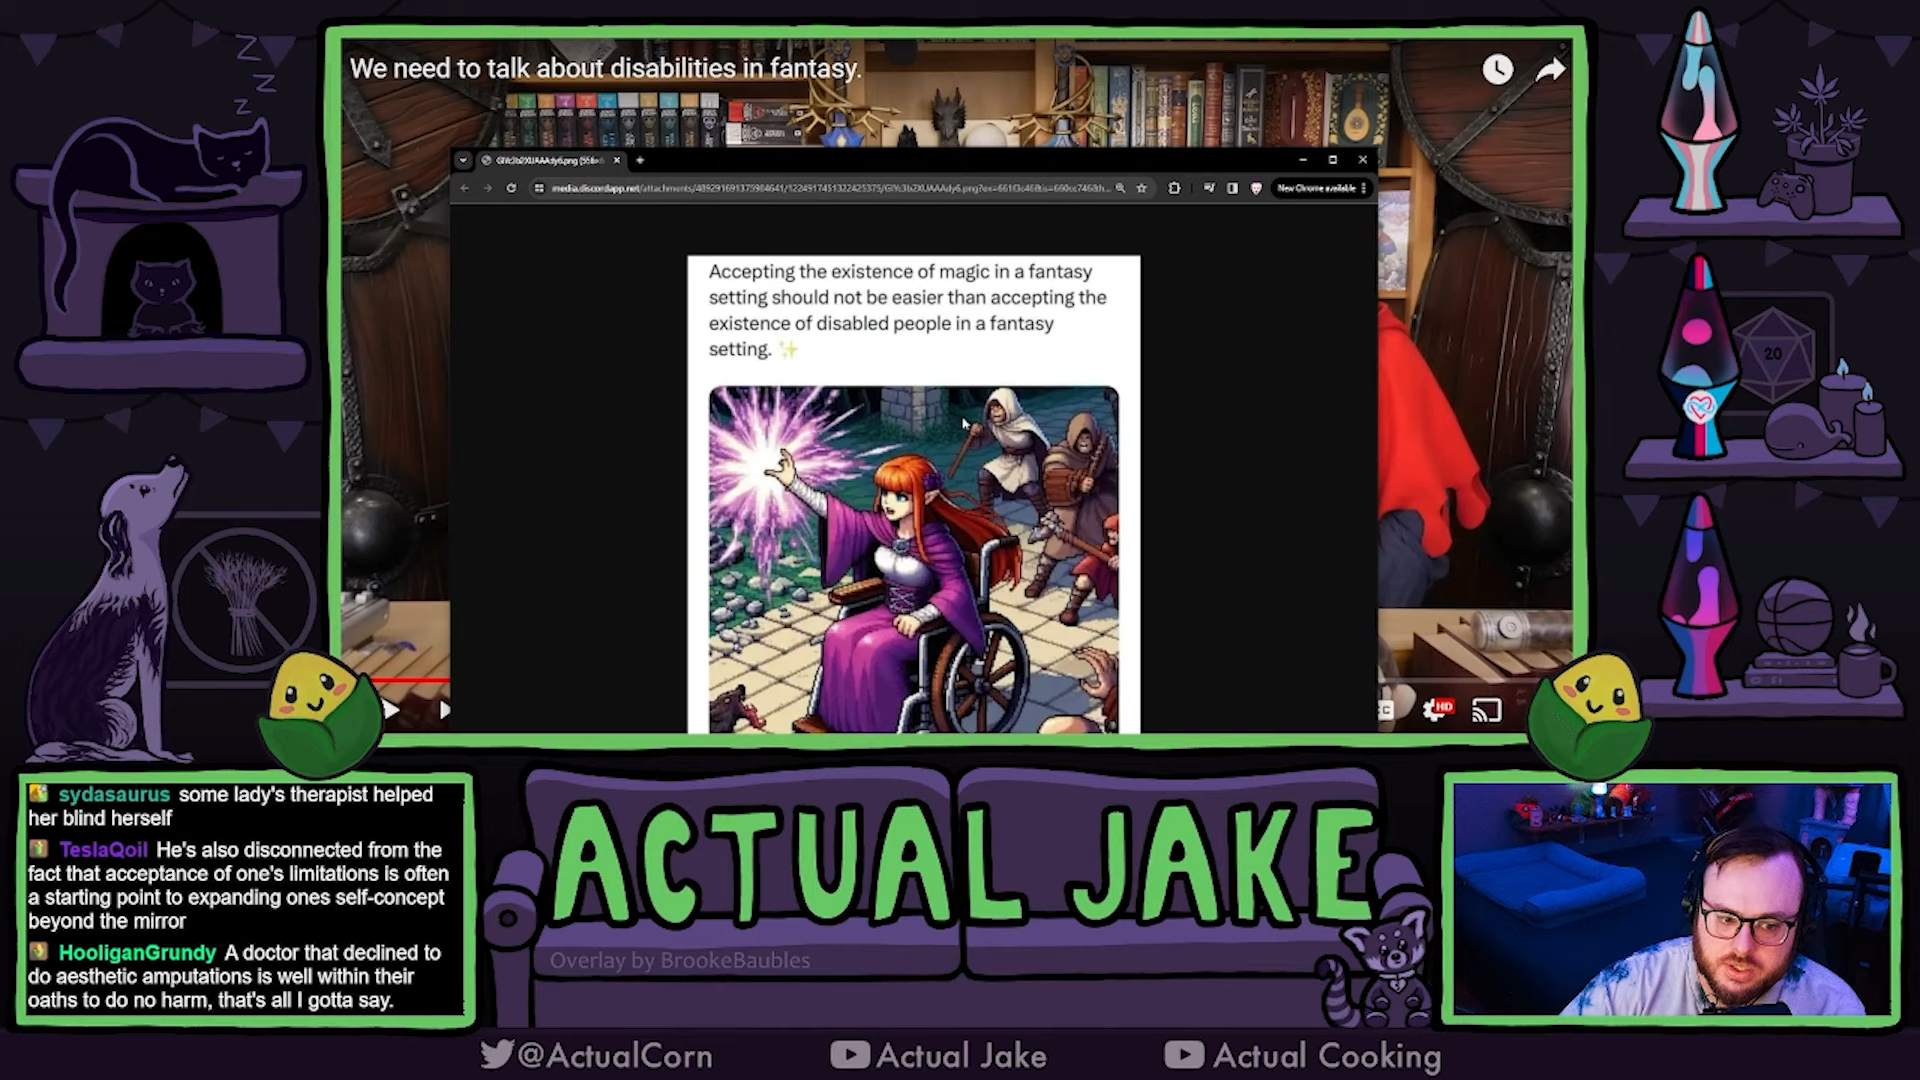 We need to talk about disabilities in fantasy.
New Chrome available
Accepting the existence of magic in a fantasy
setting should not be easier than accepting the
existence of disabled people in a fantasy
setting. ✨
20
HD
sydasaurus some lady's therapist helped
her blind herself
TeslaQoil He's also disconnected from the
fact that acceptance of one's limitations is often
a starting point to expanding ones self-concept
beyond the mirror
HooliganGrundy A doctor that declined to
do aesthetic amputations is well within their
oaths to do no harm, that's all I gotta say.
ACTUAL JAKE
Overlay by BrookeBaubles
@ActualCorn
Actual Jake
Actual Cooking